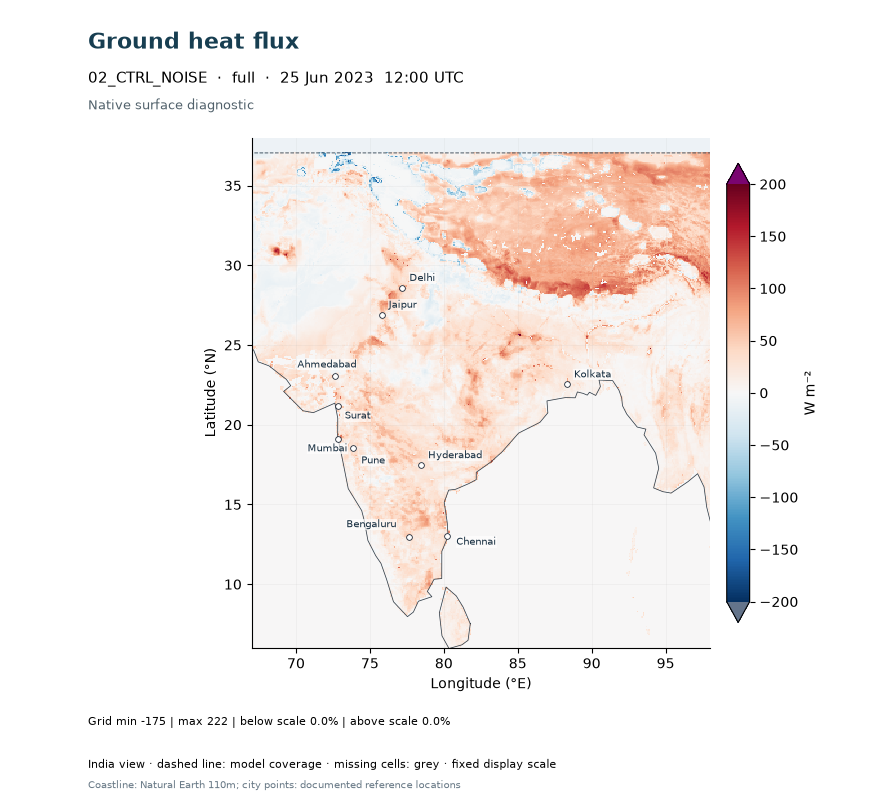 Ground heat flux
02_CTRL_NOISE · full · 25 Jun 2023 12:00 UTC
Native surface diagnostic
35
30
25
20
15
10
70
75
80
85
90
95
Latitude (°N)
Longitude (°E)
Delhi
Jaipur
Ahmedabad
Kolkata
Surat
Mumbai
Pune
Hyderabad
Bengaluru
Chennai
200
150
100
50
0
−50
−100
−150
−200
W m⁻²
Grid min -175 | max 222 | below scale 0.0% | above scale 0.0%
India view · dashed line: model coverage · missing cells: grey · fixed display scale
Coastline: Natural Earth 110m; city points: documented reference locations